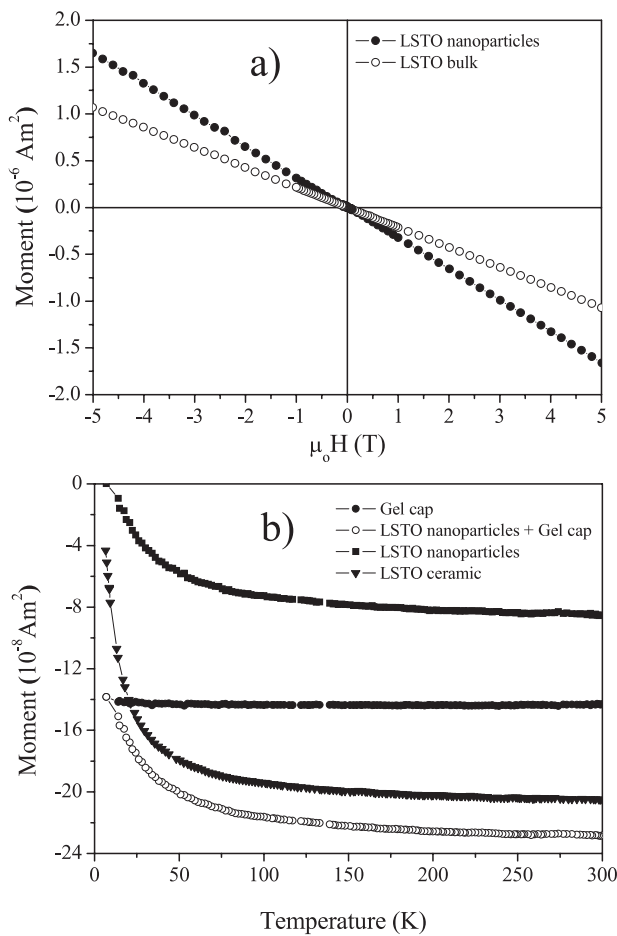 a)
LSTO nanoparticles
LSTO bulk
2.0
1.5
1.0
0.5
0.0
-0.5
-1.0
-1.5
-2.0
Moment (10⁻⁶ Am²)
-5 -4 -3 -2 -1 0 1 2 3 4 5
μₒH (T)
b)
Gel cap
LSTO nanoparticles + Gel cap
LSTO nanoparticles
LSTO ceramic
0
-4
-8
-12
-16
-20
-24
Moment (10⁻⁸Am²)
0 50 100 150 200 250 300
Temperature (K)